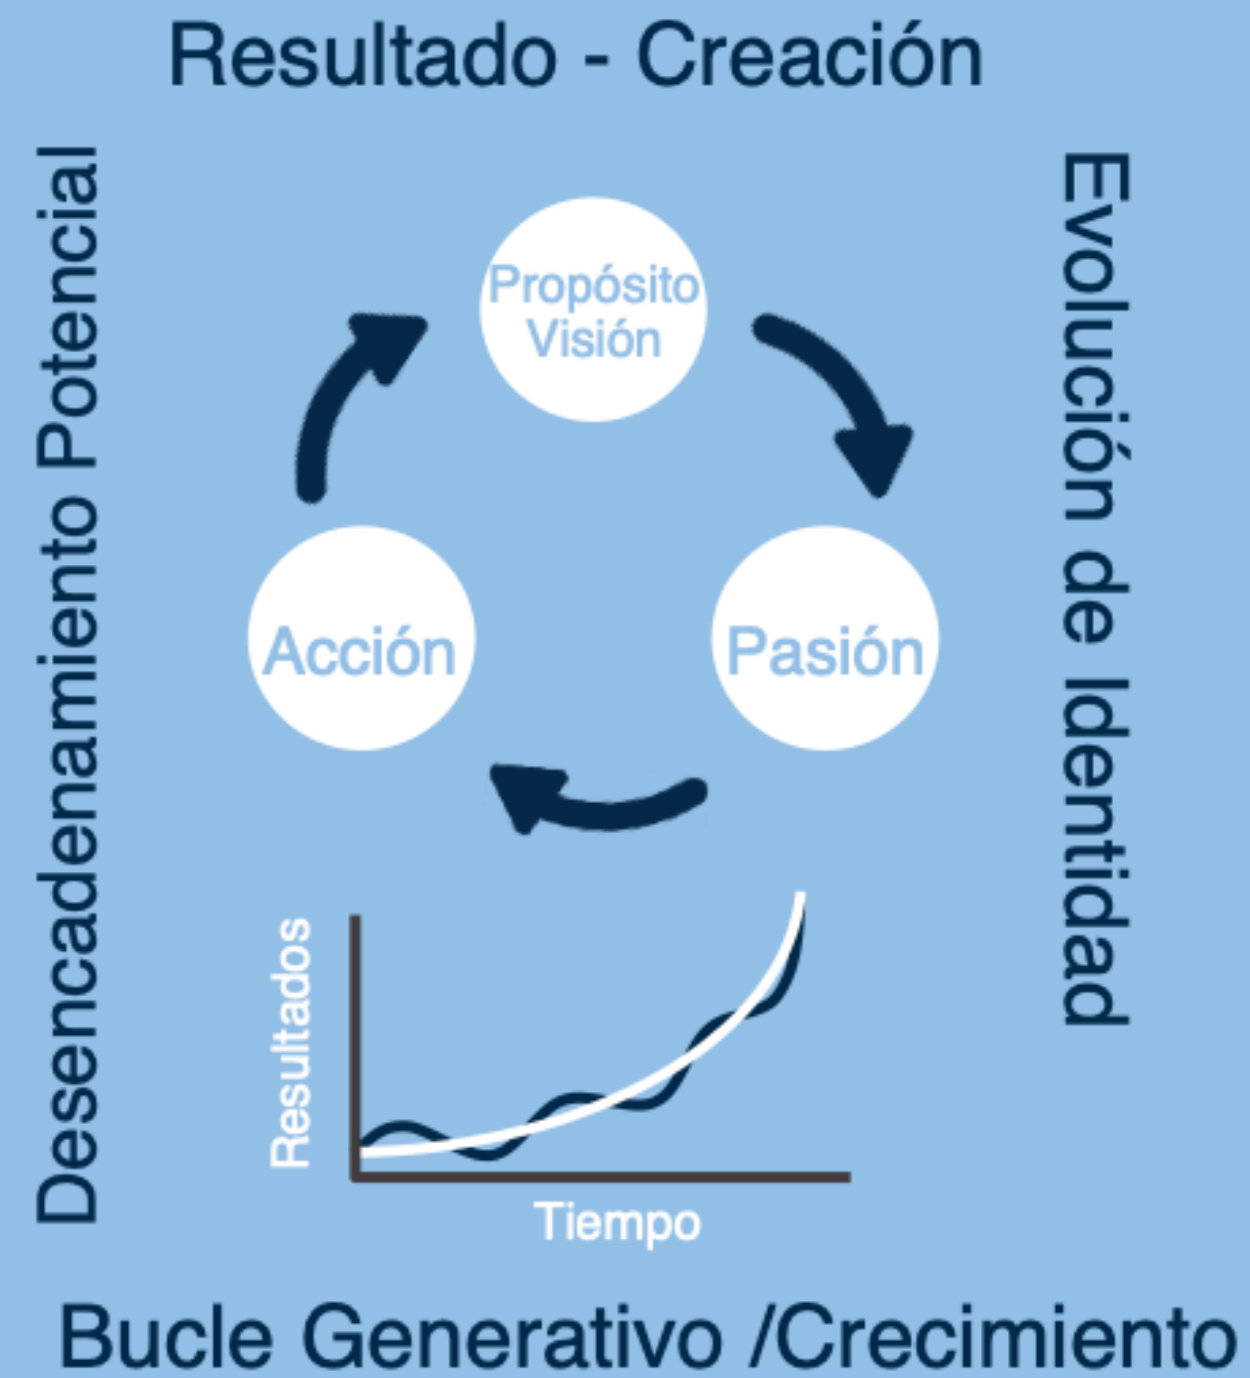 Resultado - Creación
Desencadenamiento Potencial
Evolución de Identidad
Propósito
Visión
Acción
Pasión
Resultados
Tiempo
Bucle Generativo /Crecimiento